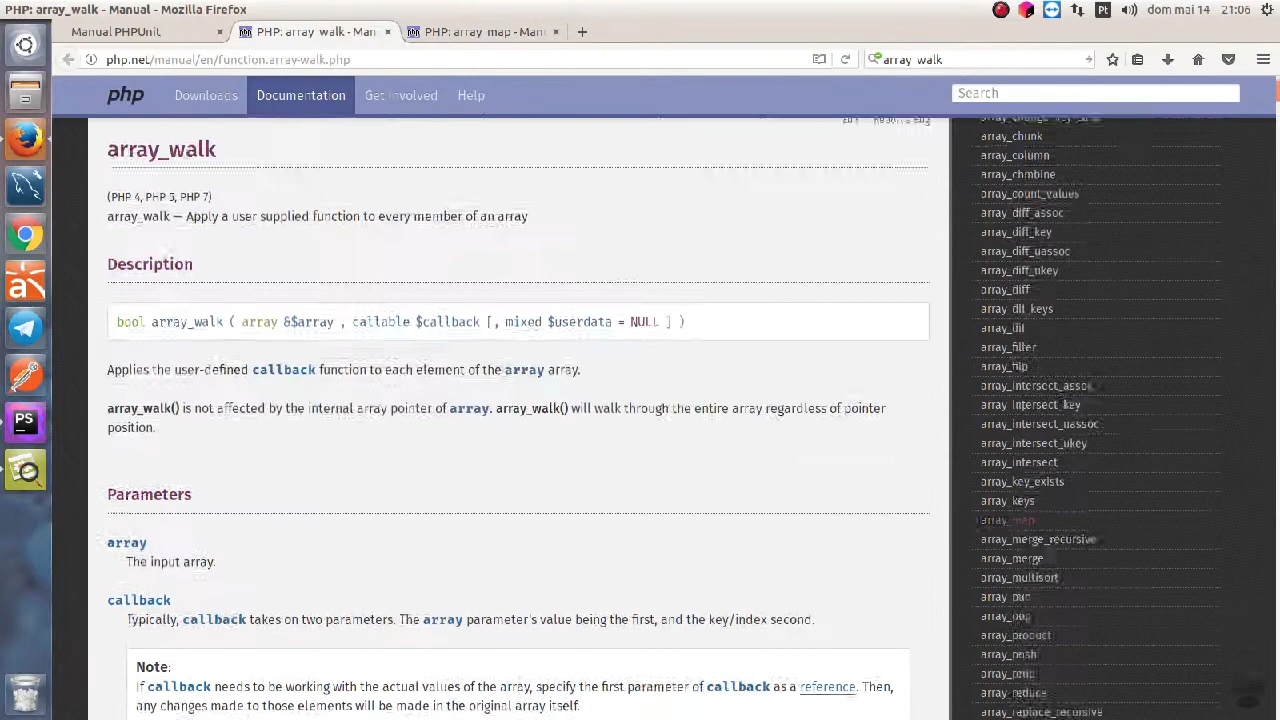 PHP: array_walk - Manual - Mozilla Firefox
Pt
dom mai 14
21:06
Manual PHPUnit
PHP: array_walk - Man
PHP: array_map - Manu
php.net/manual/en/function.array-walk.php
array_walk
php
Downloads
Documentation
Get Involved
Help
Search
array_walk
(PHP 4, PHP 5, PHP 7)
array_walk — Apply a user supplied function to every member of an array
Description
bool array_walk ( array &$array , callable $callback [, mixed $userdata = NULL ] )
Applies the user-defined callback function to each element of the array array.
array_walk() is not affected by the internal array pointer of array. array_walk() will walk through the entire array regardless of pointer
position.
Parameters
array
The input array.
callback
Typically, callback takes on two parameters. The array parameter's value being the first, and the key/index second.
Note:
If callback needs to be working with the actual values of the array, specify the first parameter of callback as a reference. Then,
any changes made to those elements will be made in the original array itself.
array_chunk
array_column
array_count_values
array_diff_assoc
array_diff_key
array_diff_uassoc
array_diff_ukey
array_diff
array_filter
array_intersect_assoc
array_intersect_key
array_intersect_uassoc
array_intersect_ukey
array_intersect
array_key_exists
array_keys
array_map
array_merge_recursive
array_merge
array_multisort
array_product
array_push
array_reduce
array_replace_recursive
PS